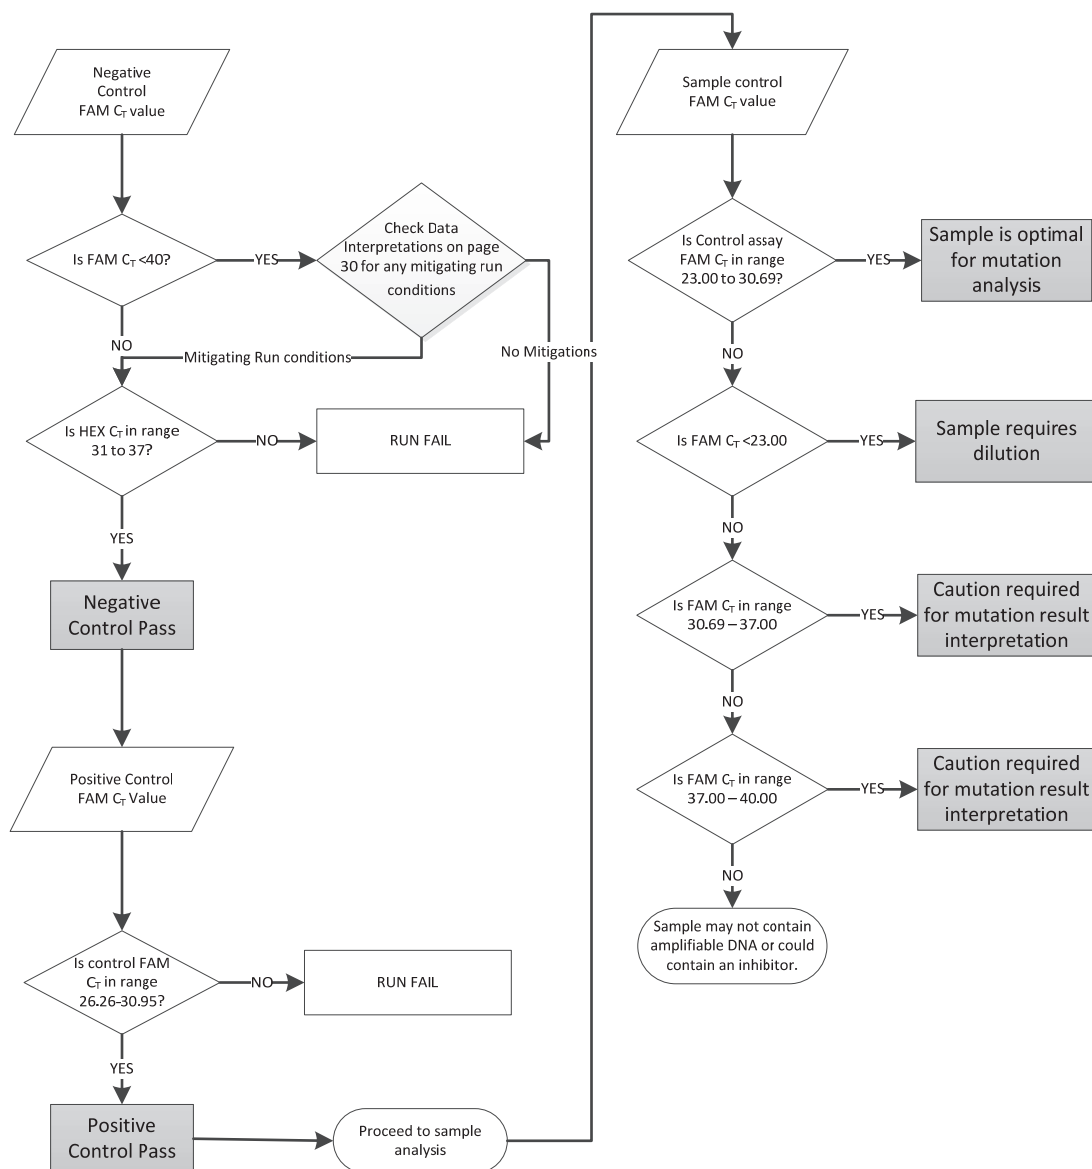 Negative
Control
FAM CT value
Is FAM CT <40?
YES
Check Data
Interpretations on page
30 for any mitigating run
conditions
NO
Mitigating Run conditions
No Mitigations
Is HEX CT in range
31 to 37?
NO
RUN FAIL
YES
Negative
Control Pass
Positive Control
FAM CT Value
Is control FAM
CT in range
26.26-30.95?
NO
RUN FAIL
YES
Positive
Control Pass
Proceed to sample
analysis
Sample control
FAM CT value
Is Control assay
FAM CT in range
23.00 to 30.69?
YES
Sample is optimal
for mutation
analysis
NO
Is FAM CT <23.00
YES
Sample requires
dilution
NO
Is FAM CT in range
30.69 – 37.00
YES
Caution required
for mutation result
interpretation
NO
Is FAM CT in range
37.00 – 40.00
YES
Caution required
for mutation result
interpretation
NO
Sample may not contain
amplifiable DNA or could
contain an inhibitor.